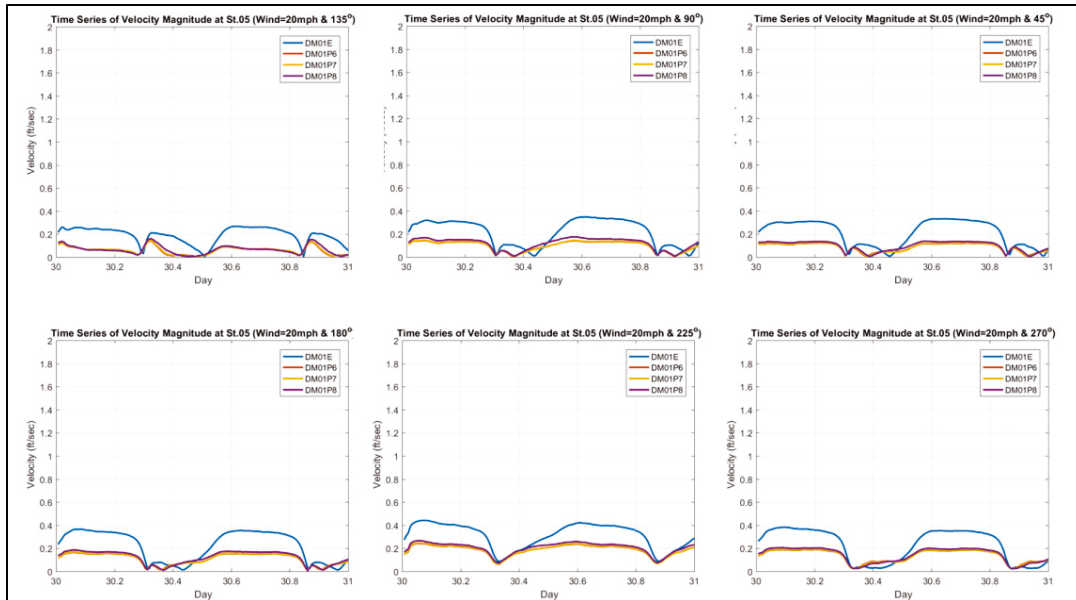 Time Series of Velocity Magnitude at St.05 (Wind=20mph & 135º
Velocity (ft/sec)
2
1.8
1.6
1.4
1.2
1
0.8
0.6
0.4
0.2
0
DM01E
DM01P6
DM01P7
DM01P8
30
30.2
30.4
30.6
30.8
31
Day
Time Series of Velocity Magnitude at St.05 (Wind=20mph & 90º)
2
1.8
1.6
1.4
1.2
1
0.8
0.6
0.4
0.2
0
DM01E
DM01P6
DM01P7
DM01P8
30
30.2
30.4
30.6
30.8
31
Day
Time Series of Velocity Magnitude at St.05 (Wind=20mph & 45º)
2
1.8
1.6
1.4
1.2
1
0.8
0.6
0.4
0.2
0
DM01E
DM01P6
DM01P7
DM01P8
30
30.2
30.4
30.6
30.8
31
Day
Time Series of Velocity Magnitude at St.05 (Wind=20mph & 180º
Velocity (ft/sec)
2
1.8
1.6
1.4
1.2
1
0.8
0.6
0.4
0.2
0
DM01E
DM01P6
DM01P7
DM01P8
30
30.2
30.4
30.6
30.8
31
Day
Time Series of Velocity Magnitude at St.05 (Wind=20mph & 225º)
Velocity (ft/sec)
2
1.8
1.6
1.4
1.2
1
0.8
0.6
0.4
0.2
0
DM01E
DM01P6
DM01P7
DM01P8
30
30.2
30.4
30.6
30.8
31
Day
Time Series of Velocity Magnitude at St.05 (Wind=20mph & 270º)
Velocity (ft/sec)
2
1.8
1.6
1.4
1.2
1
0.8
0.6
0.4
0.2
0
DM01E
DM01P6
DM01P7
DM01P8
30
30.2
30.4
30.6
30.8
31
Day